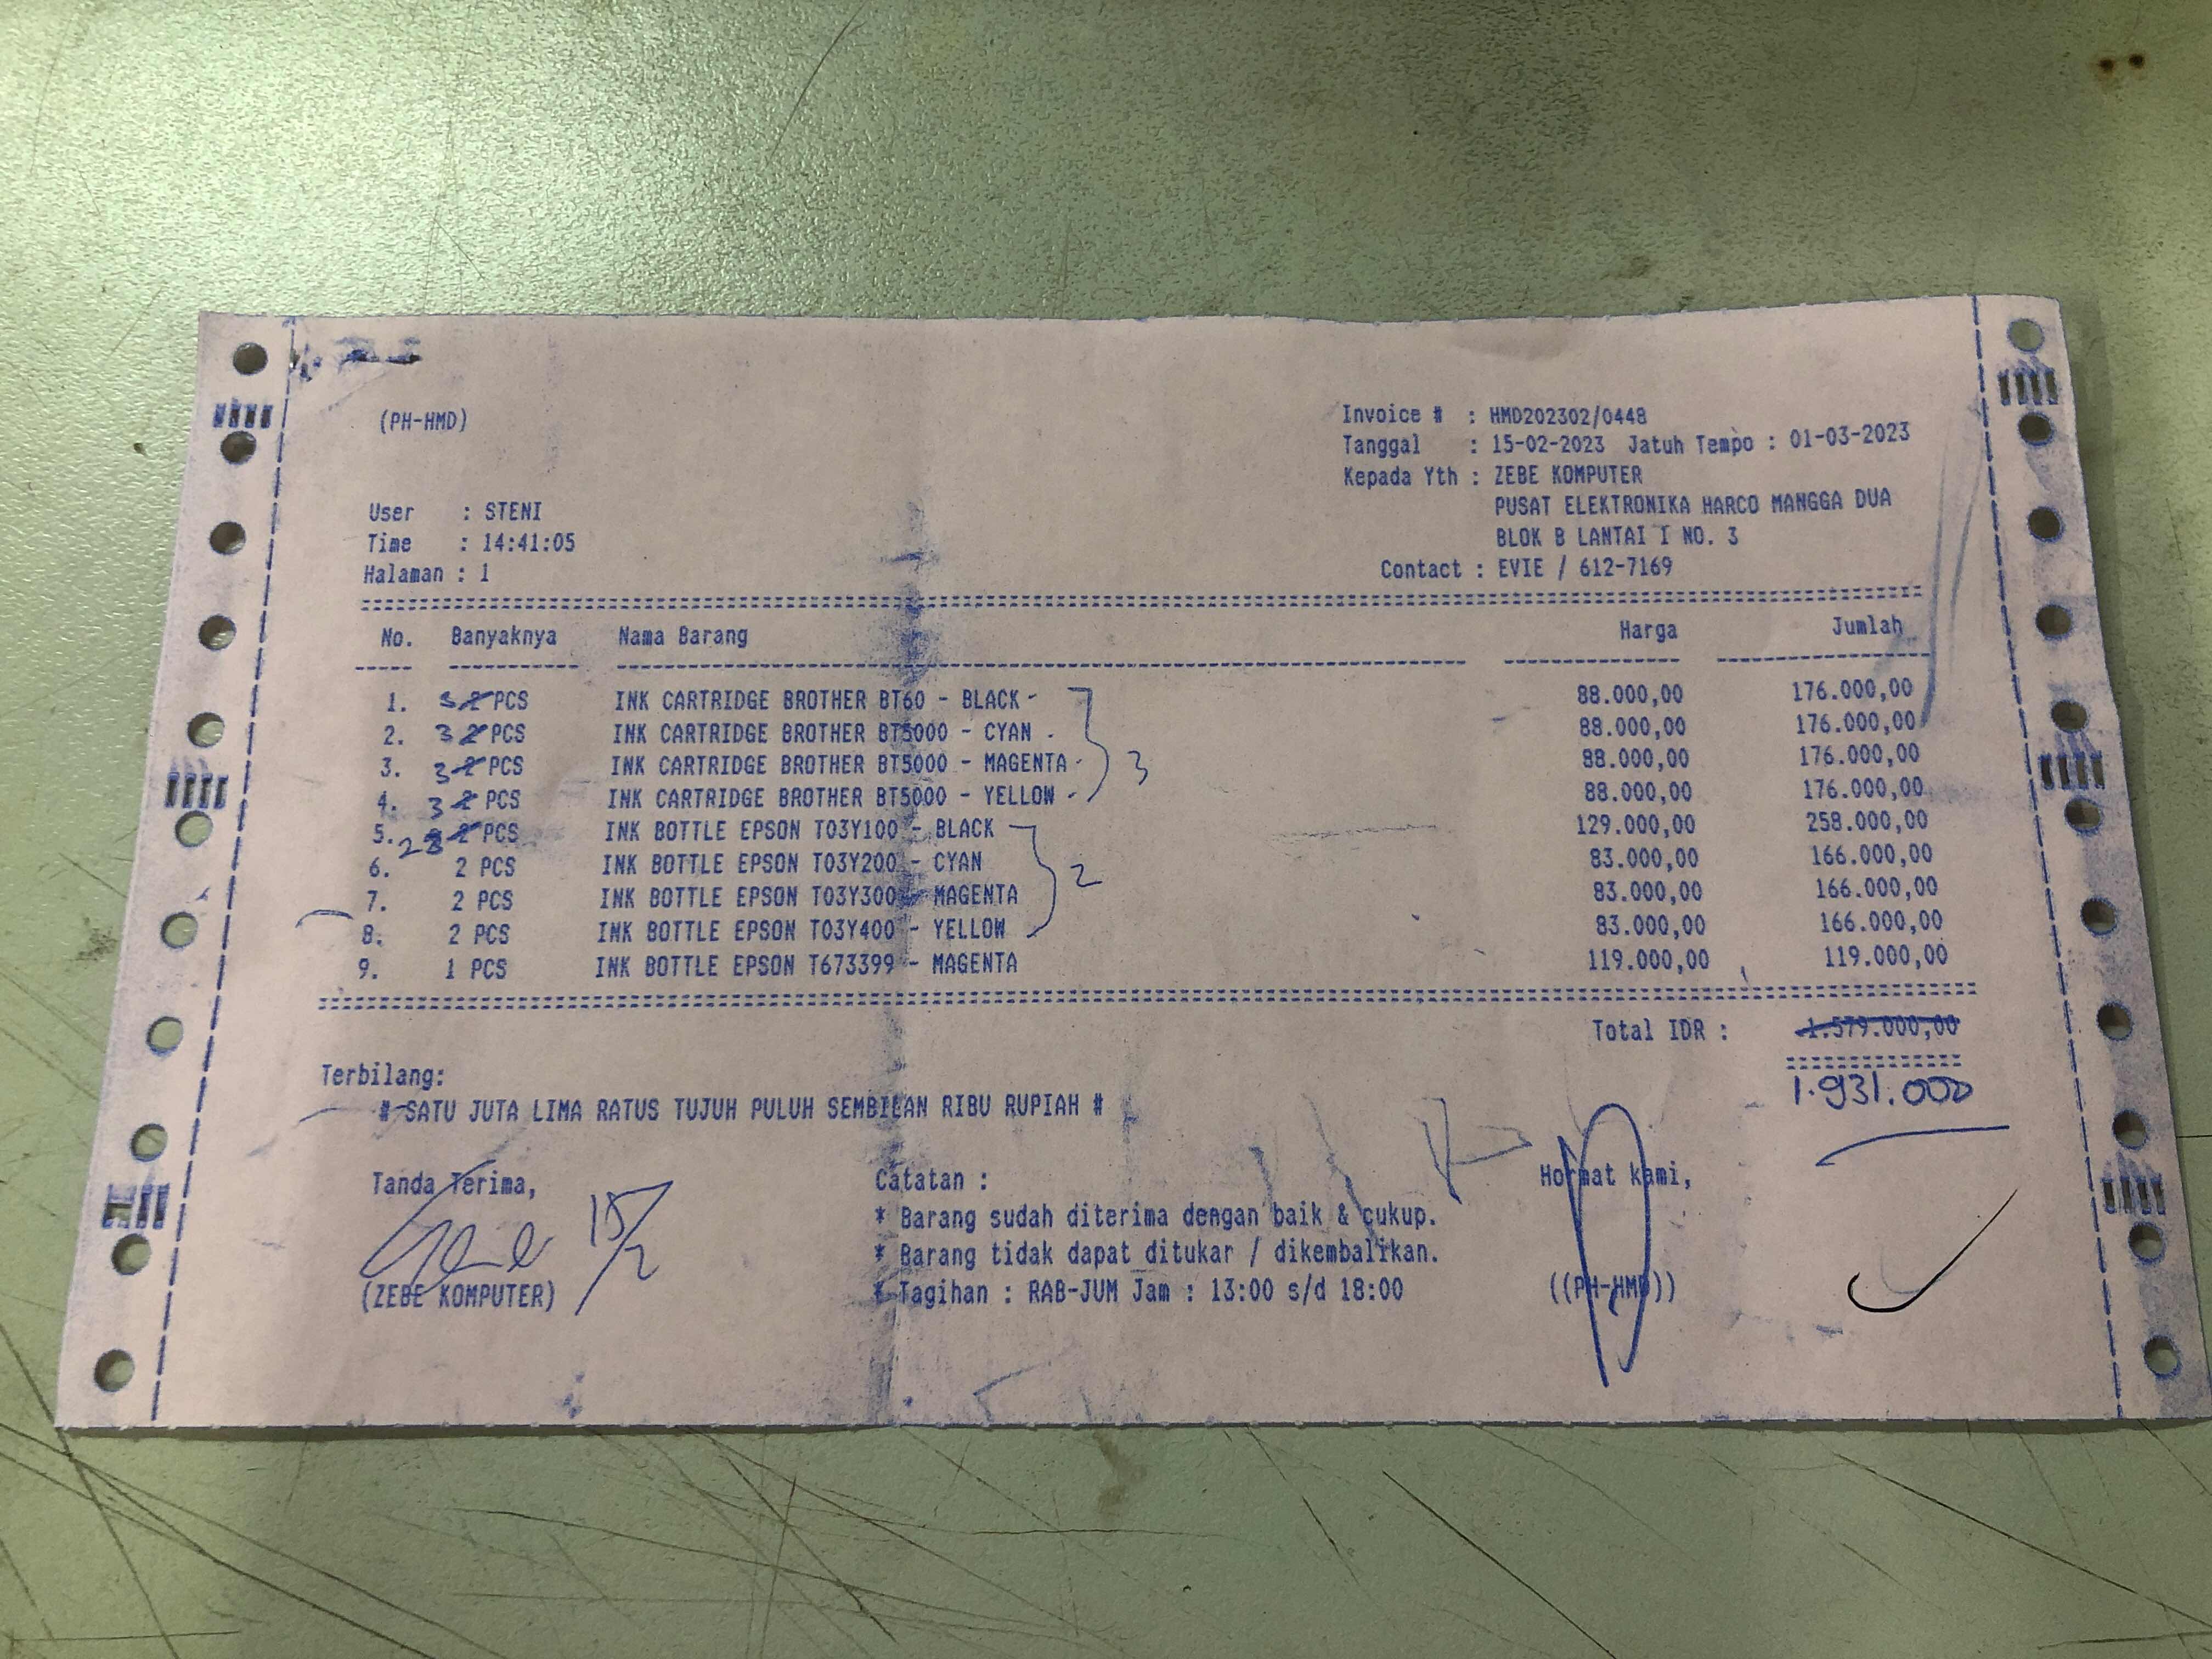 (PH-HMD)
Invoice # : HMD202302/0448
Tanggal : 15-02-2023 Jatuh Tempo : 01-03-2023
Kepada Yth : ZEBE KOMPUTER
PUSAT ELEKTRONIKA HARCO MANGGA DUA
BLOK B LANTAI I NO. 3
Contact : EVIE / 612-7169
User : STENI
Time : 14:41:05
Halaman : 1
No. Banyaknya Nama Barang Harga Jumlah
1. 3 2 PCS INK CARTRIDGE BROTHER BT60 - BLACK 88.000,00 176.000,00
2. 3 2 PCS INK CARTRIDGE BROTHER BT5000 - CYAN 88.000,00 176.000,00
3. 3 2 PCS INK CARTRIDGE BROTHER BT5000 - MAGENTA 3 88.000,00 176.000,00
4. 3 2 PCS INK CARTRIDGE BROTHER BT5000 - YELLOW 88.000,00 176.000,00
5. 2 3 2 PCS INK BOTTLE EPSON T03Y100 - BLACK 129.000,00 258.000,00
6. 2 PCS INK BOTTLE EPSON T03Y200 - CYAN 2 83.000,00 166.000,00
7. 2 PCS INK BOTTLE EPSON T03Y300 - MAGENTA 83.000,00 166.000,00
8. 2 PCS INK BOTTLE EPSON T03Y400 - YELLOW 83.000,00 166.000,00
9. 1 PCS INK BOTTLE EPSON T673399 - MAGENTA 119.000,00 119.000,00
Total IDR : 1.579.000,00
1.931.000
Terbilang:
# SATU JUTA LIMA RATUS TUJUH PULUH SEMBILAN RIBU RUPIAH #
Tanda Terima,
15/2
(ZEBE KOMPUTER)
Catatan :
* Barang sudah diterima dengan baik & cukup.
* Barang tidak dapat ditukar / dikembalikan.
* Tagihan : RAB-JUM Jam : 13:00 s/d 18:00
Hormat kami,
((PH-HMD))